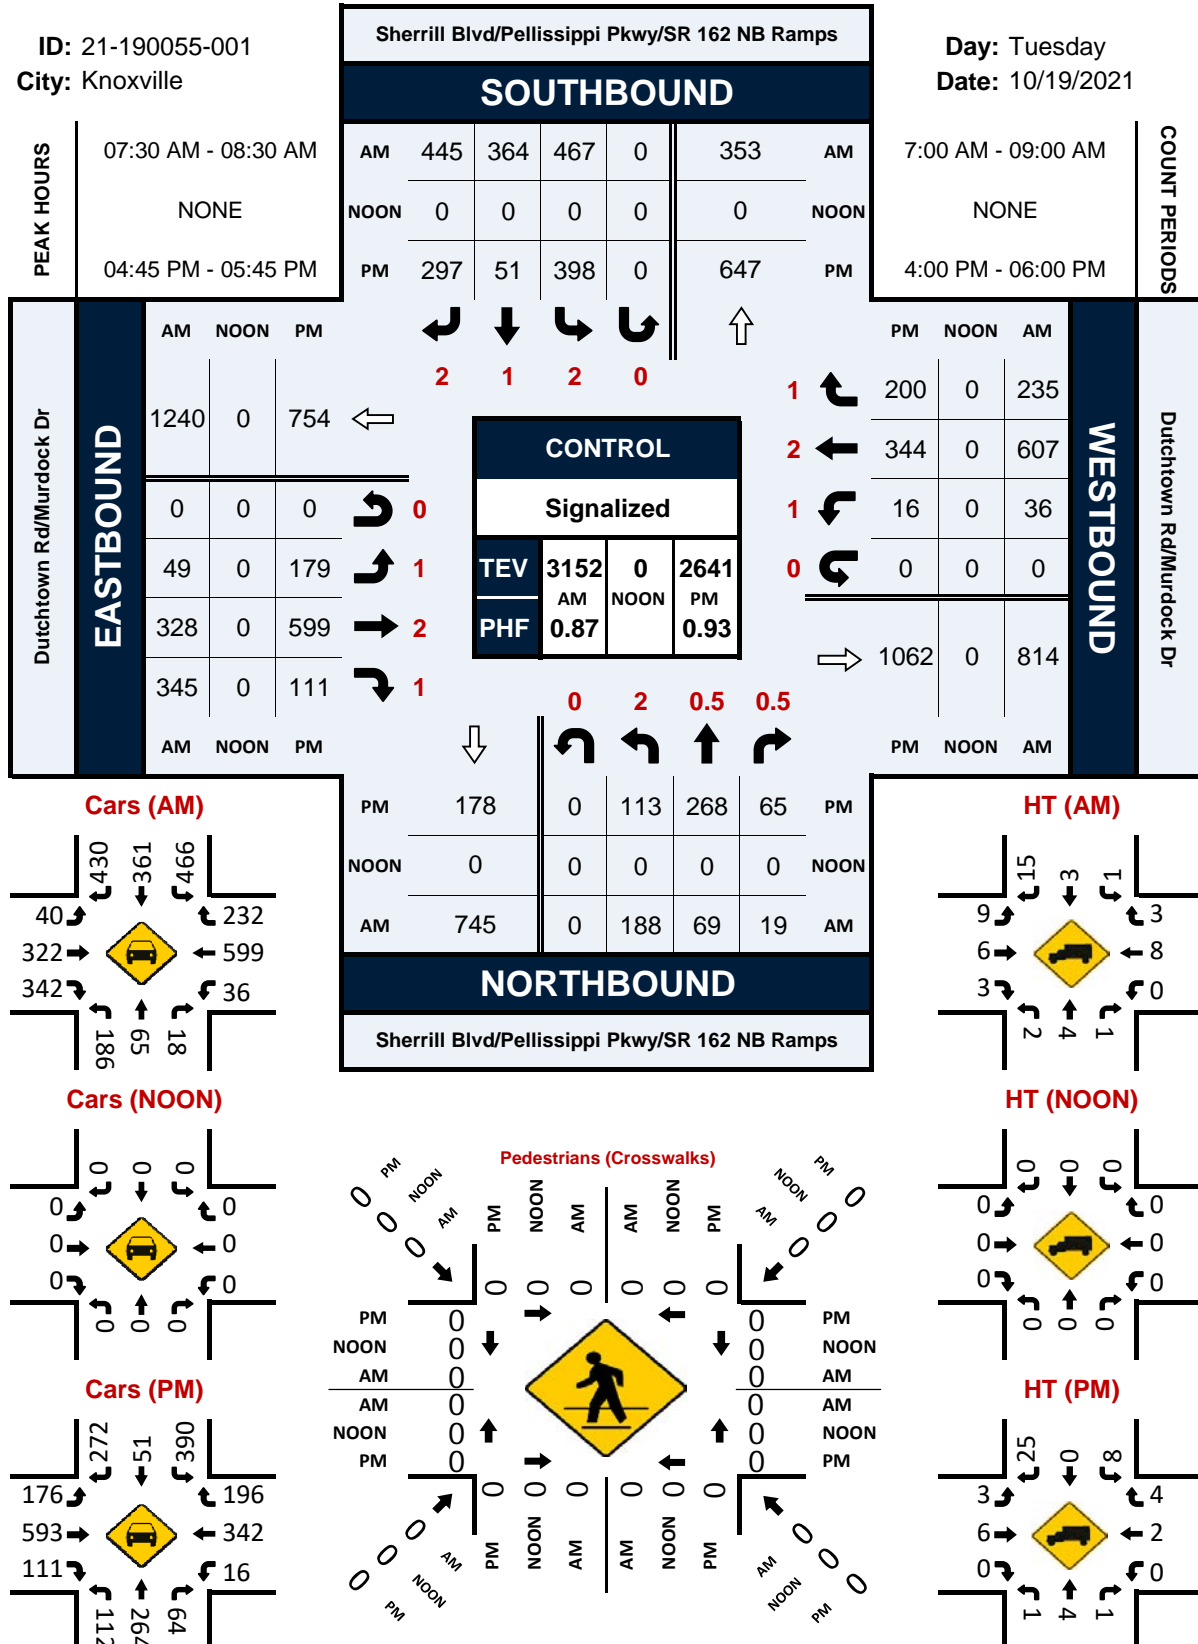 ID: 21-190055-001
City: Knoxville
Sherrill Blvd/Pellissippi Pkwy/SR 162 NB Ramps
Day: Tuesday
Date: 10/19/2021
SOUTHBOUND
PEAK HOURS
07:30 AM - 08:30 AM
NONE
04:45 PM - 05:45 PM
AM 445 364 467 0 353 AM
NOON 0 0 0 0 0 NOON
PM 297 51 398 0 647 PM
7:00 AM - 09:00 AM
NONE
4:00 PM - 06:00 PM
COUNT PERIODS
2 1 2 0
Dutchtown Rd/Murdock Dr
EASTBOUND
AM NOON PM
1240 0 754
0 0 0 0
49 0 179 1
328 0 599 2
345 0 111 1
AM NOON PM
CONTROL
Signalized
TEV 3152 0 2641
AM NOON PM
PHF 0.87 0.93
PM NOON AM
1 200 0 235
2 344 0 607
1 16 0 36
0 0 0 0
1062 0 814
PM NOON AM
WESTBOUND
Dutchtown Rd/Murdock Dr
0 2 0.5 0.5
PM 178 0 113 268 65 PM
NOON 0 0 0 0 0 NOON
AM 745 0 188 69 19 AM
NORTHBOUND
Sherrill Blvd/Pellissippi Pkwy/SR 162 NB Ramps
Cars (AM)
430 361 466
40 232
322 599
342 36
186 65 18
HT (AM)
15 3 1
9 3
6 8
3 0
2 4 1
Cars (NOON)
0 0 0
0 0
0 0
0 0
0 0 0
HT (NOON)
0 0 0
0 0
0 0
0 0
0 0 0
Pedestrians (Crosswalks)
PM NOON AM
0 0 0
PM NOON AM AM NOON PM
0 0 0 0 0 0
PM NOON AM
0 0 0
PM 0 0 PM
NOON 0 0 NOON
AM 0 0 AM
AM 0 0 AM
NOON 0 0 NOON
PM 0 0 PM
0 0 0 0 0 0
PM NOON AM AM NOON PM
0 0 0
AM NOON PM
0 0 0
AM NOON PM
Cars (PM)
272 51 390
176 196
593 342
111 16
112 264 64
HT (PM)
25 0 8
3 4
6 2
0 0
1 4 1